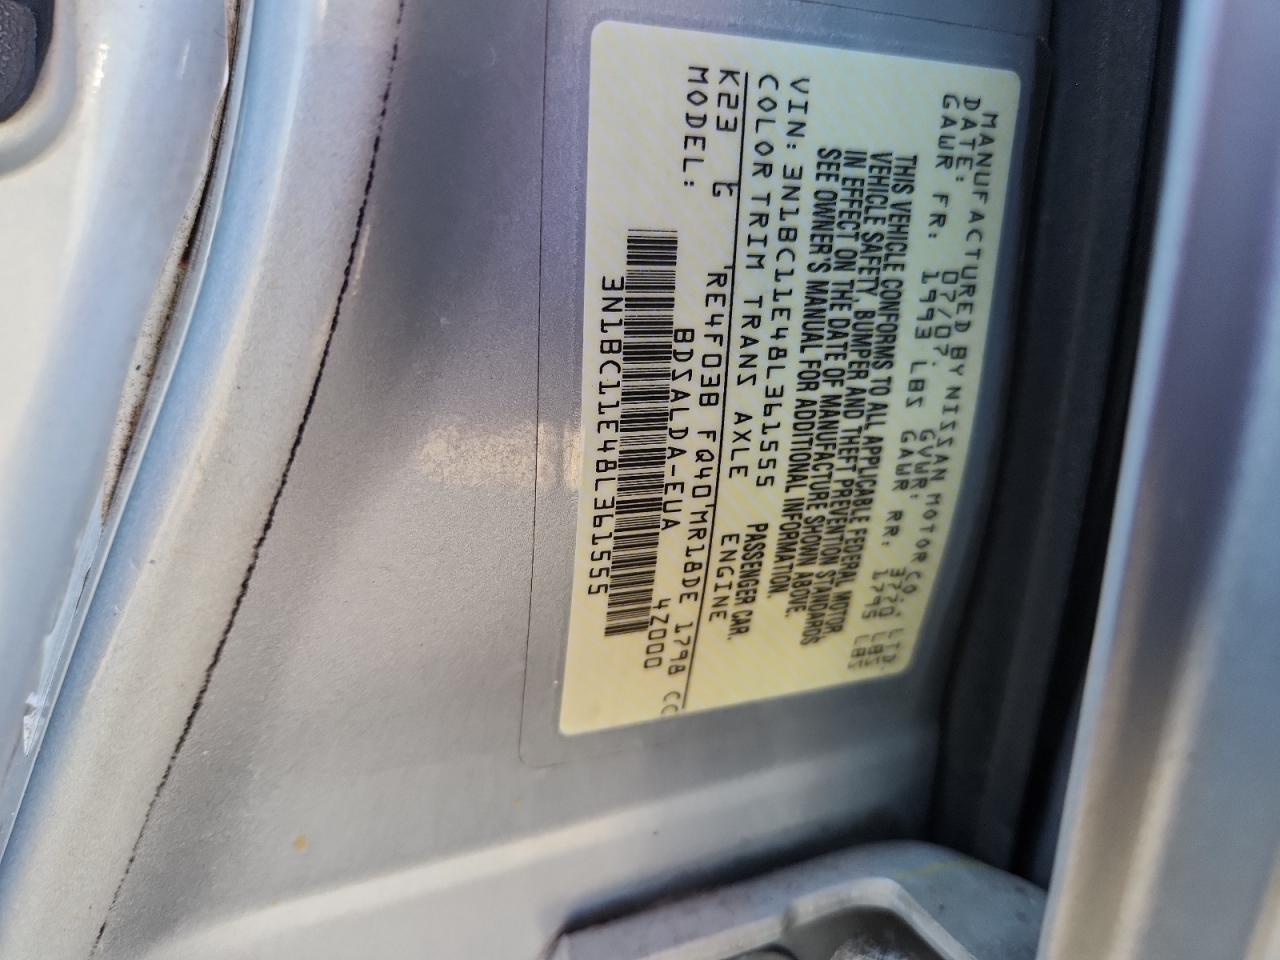 MANUFACTURED BY NISSAN MOTOR CO., LTD.
DATE: 07/07. GVWR: 3770 LBS
GAWR FR: 1993 LBS GAWR RR: 1795 LBS
THIS VEHICLE CONFORMS TO ALL APPLICABLE FEDERAL MOTOR
VEHICLE SAFETY, BUMPER AND THEFT PREVENTION STANDARDS
IN EFFECT ON THE DATE OF MANUFACTURE SHOWN ABOVE.
SEE OWNER'S MANUAL FOR ADDITIONAL INFORMATION.
VIN: 3N1BC11E48L361555 PASSENGER CAR.
COLOR TRIM TRANS AXLE ENGINE
K23 G RE4F03B FQ40 MR18DE 1798 CC
MODEL: BDSALDA-EUA 4Z000
3N1BC11E48L361555